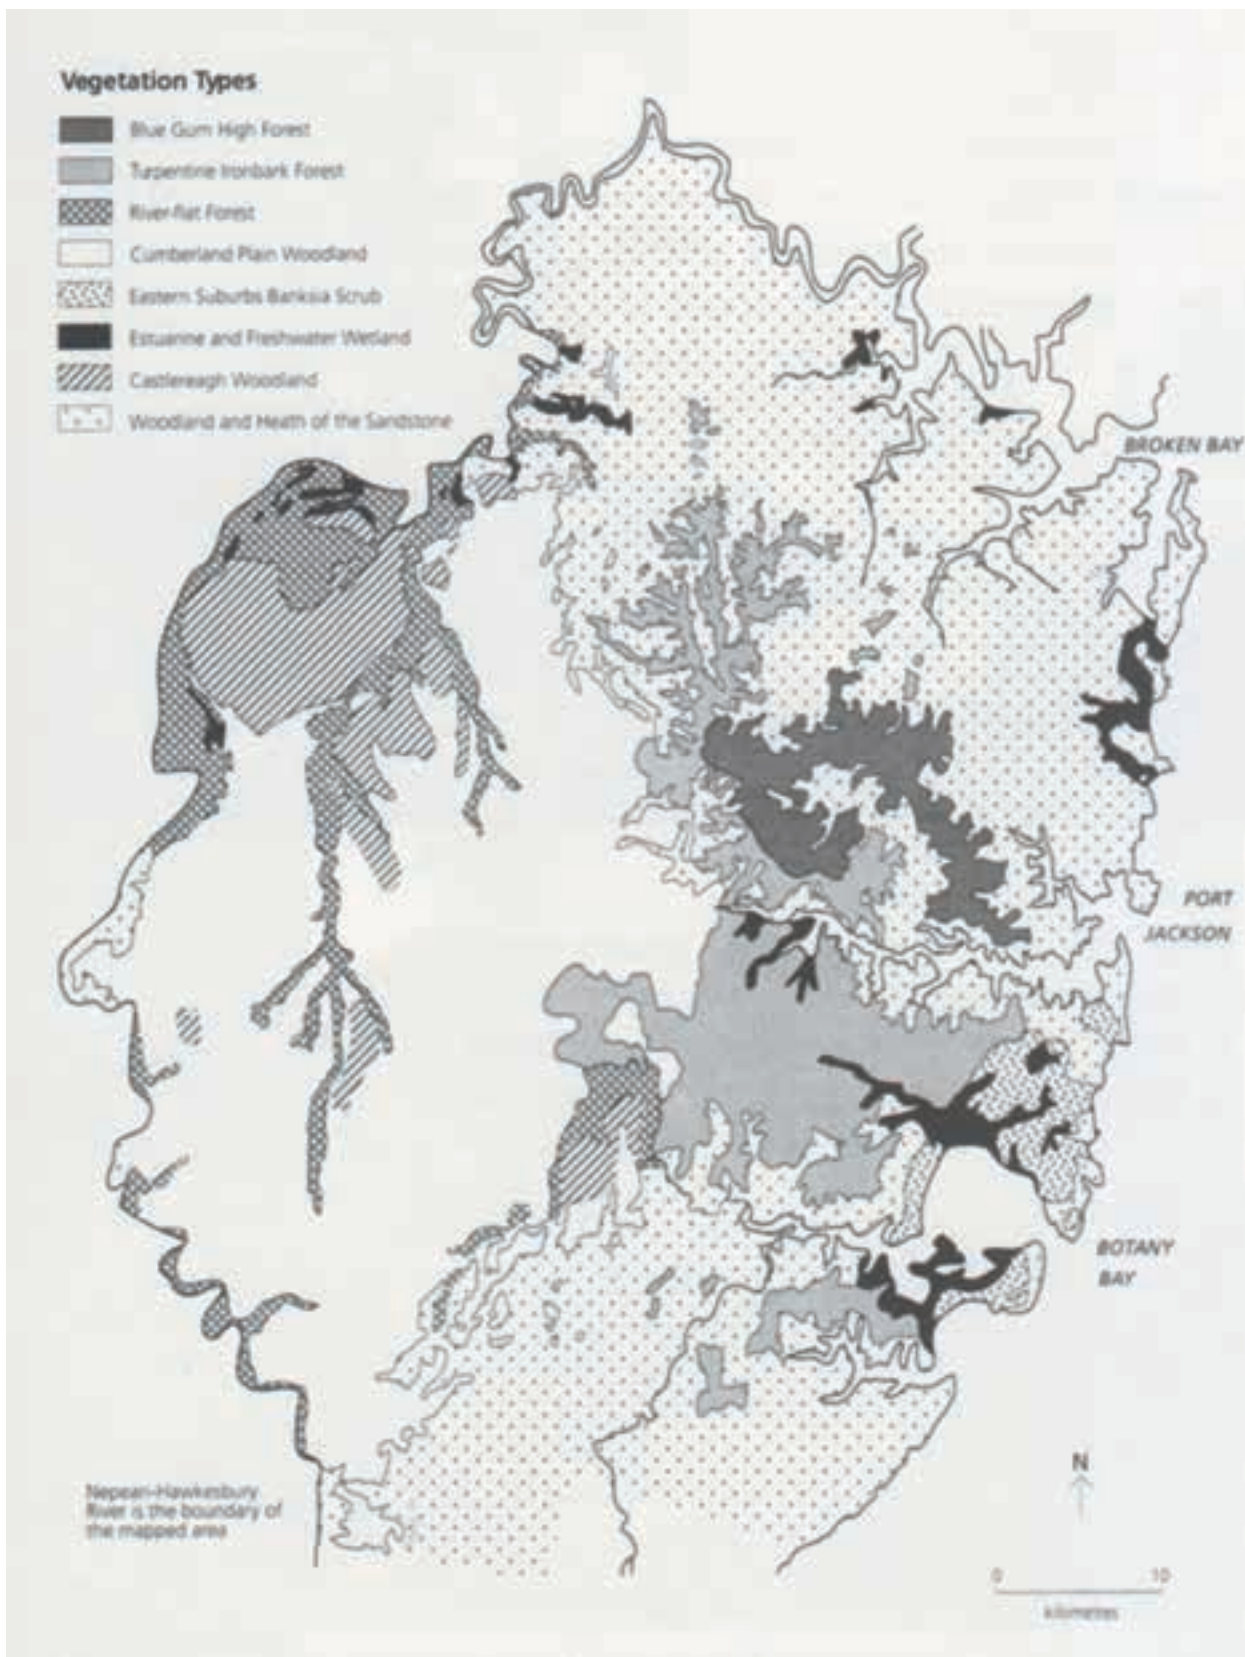 Vegetation Types
Blue Gum High Forest
Turpentine Ironbark Forest
River-flat Forest
Cumberland Plain Woodland
Eastern Suburbs Banksia Scrub
Estuarine and Freshwater Wetland
Castlereagh Woodland
Woodland and Heath of the Sandstone
BROKEN BAY
PORT
JACKSON
BOTANY
BAY
Nepean-Hawkesbury
River is the boundary of
the mapped area
N
0 10
kilometres